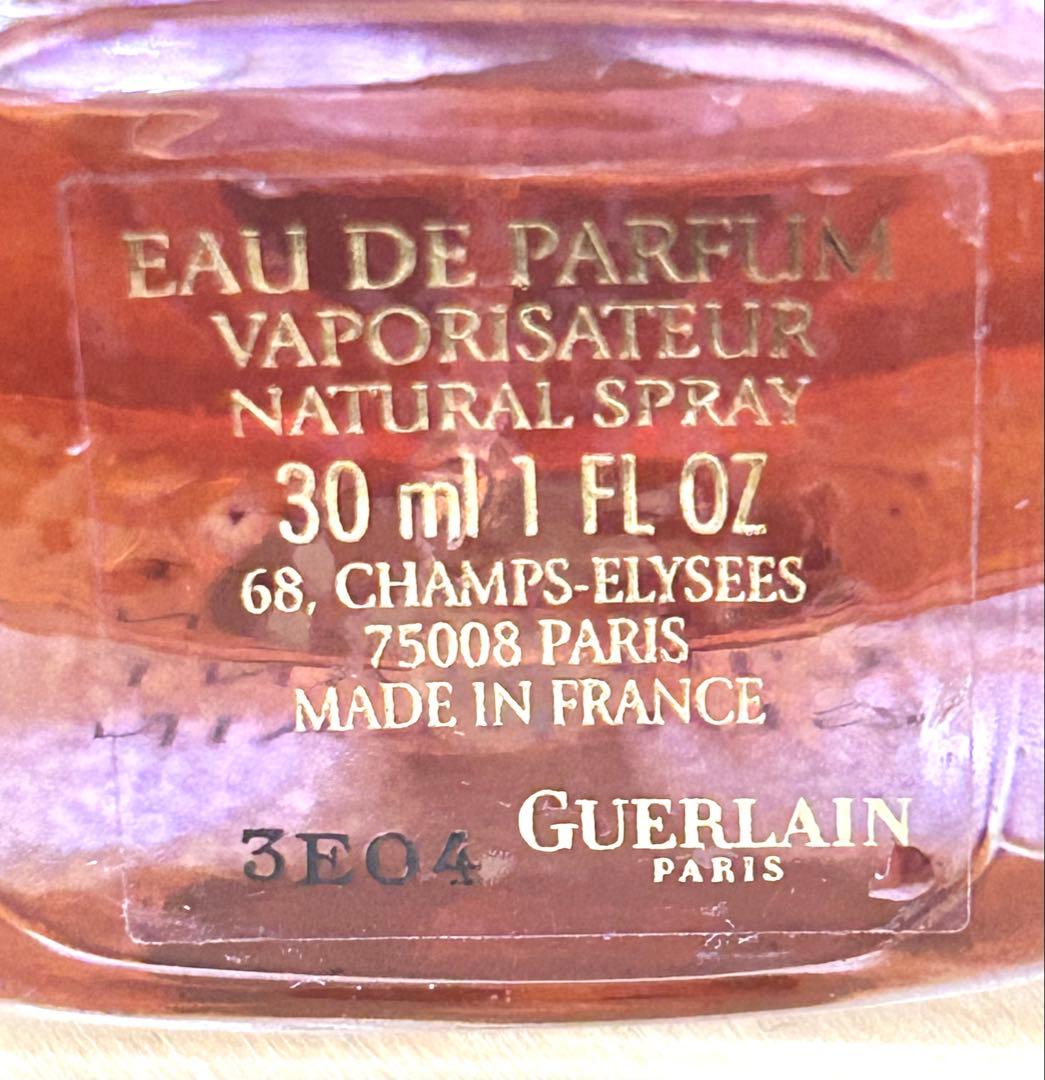 EAU DE PARFUM
VAPORISATEUR
NATURAL SPRAY
30 ml 1 FL OZ
68, CHAMPS-ELYSEES
75008 PARIS
MADE IN FRANCE
3E04
GUERLAIN
PARIS